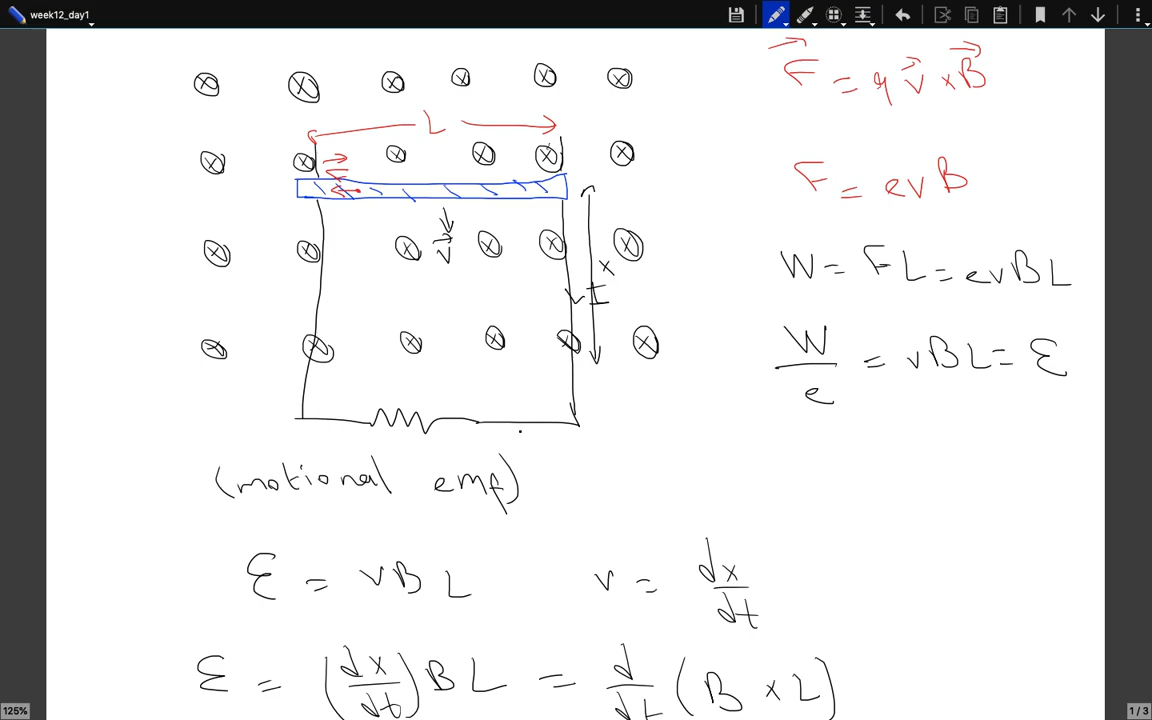 week12_day1
F⃗ = q v⃗ × B⃗
L
F⃗
F = evB
v⃗
x
I
W = FL = evBL
W/e = vBL = ℰ
(motional emf)
ℰ = vBL
v = dx/dt
ℰ = (dx/dt) BL = d/dt (B x L)
125%
1 / 3